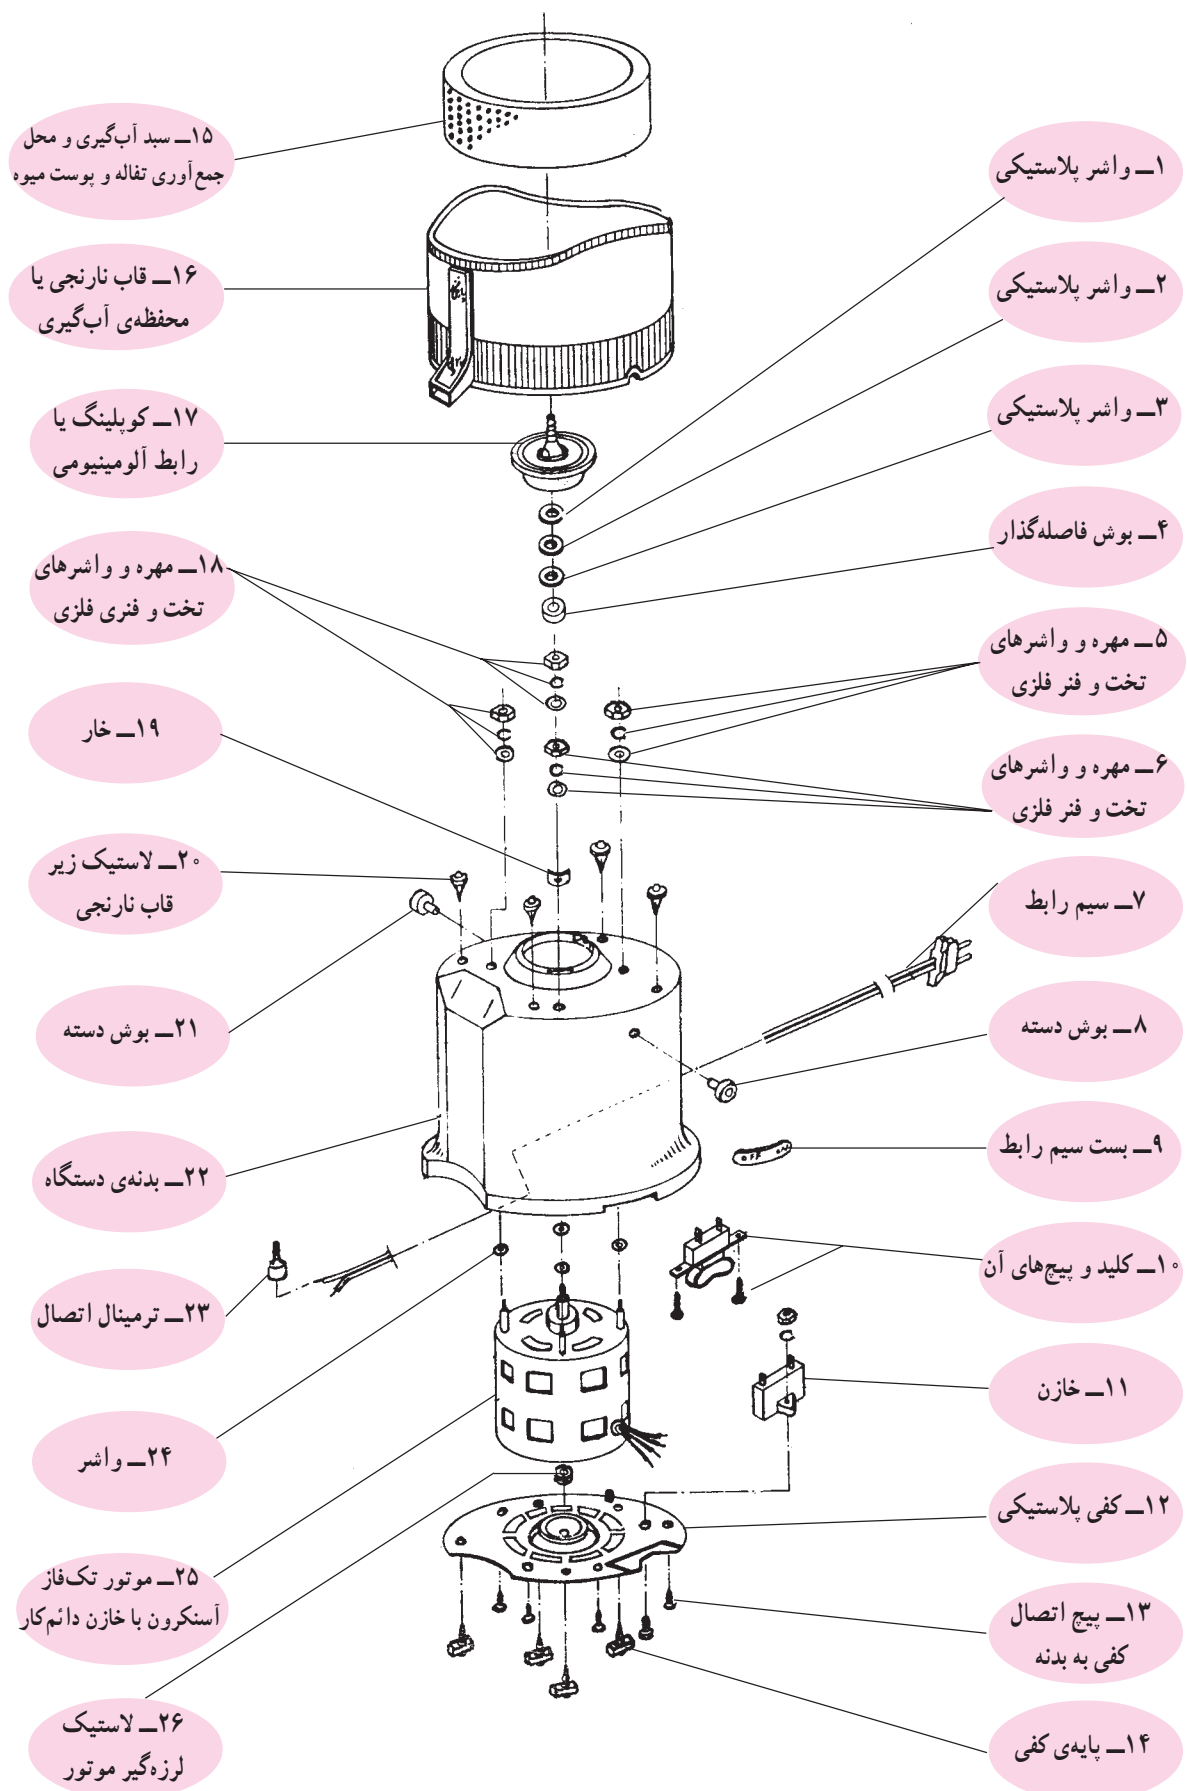 ۱ــ واشر پلاستیکی
۲ــ واشر پلاستیکی
۳ــ واشر پلاستیکی
۴ــ بوش فاصله‌گذار
۵ــ مهره و واشرهای
تخت و فنر فلزی
۶ــ مهره و واشرهای
تخت و فنر فلزی
۷ــ سیم رابط
۸ــ بوش دسته
۹ــ بست سیم رابط
۱۰ــ کلید و پیچ‌های آن
۱۱ــ خازن
۱۲ــ کفی پلاستیکی
۱۳ــ پیچ اتصال
کفی به بدنه
۱۴ــ پایه‌ی کفی
۱۵ــ سبد آب‌گیری و محل
جمع‌آوری تفاله و پوست میوه
۱۶ــ قاب نارنجی یا
محفظه‌ی آب‌گیری
۱۷ــ کوپلینگ یا
رابط آلومینیومی
۱۸ــ مهره و واشرهای
تخت و فنری فلزی
۱۹ــ خار
۲۰ــ لاستیک زیر
قاب نارنجی
۲۱ــ بوش دسته
۲۲ــ بدنه‌ی دستگاه
۲۳ــ ترمینال اتصال
۲۴ــ واشر
۲۵ــ موتور تک‌فاز
آسنکرون با خازن دائم‌کار
۲۶ــ لاستیک
لرزه‌گیر موتور